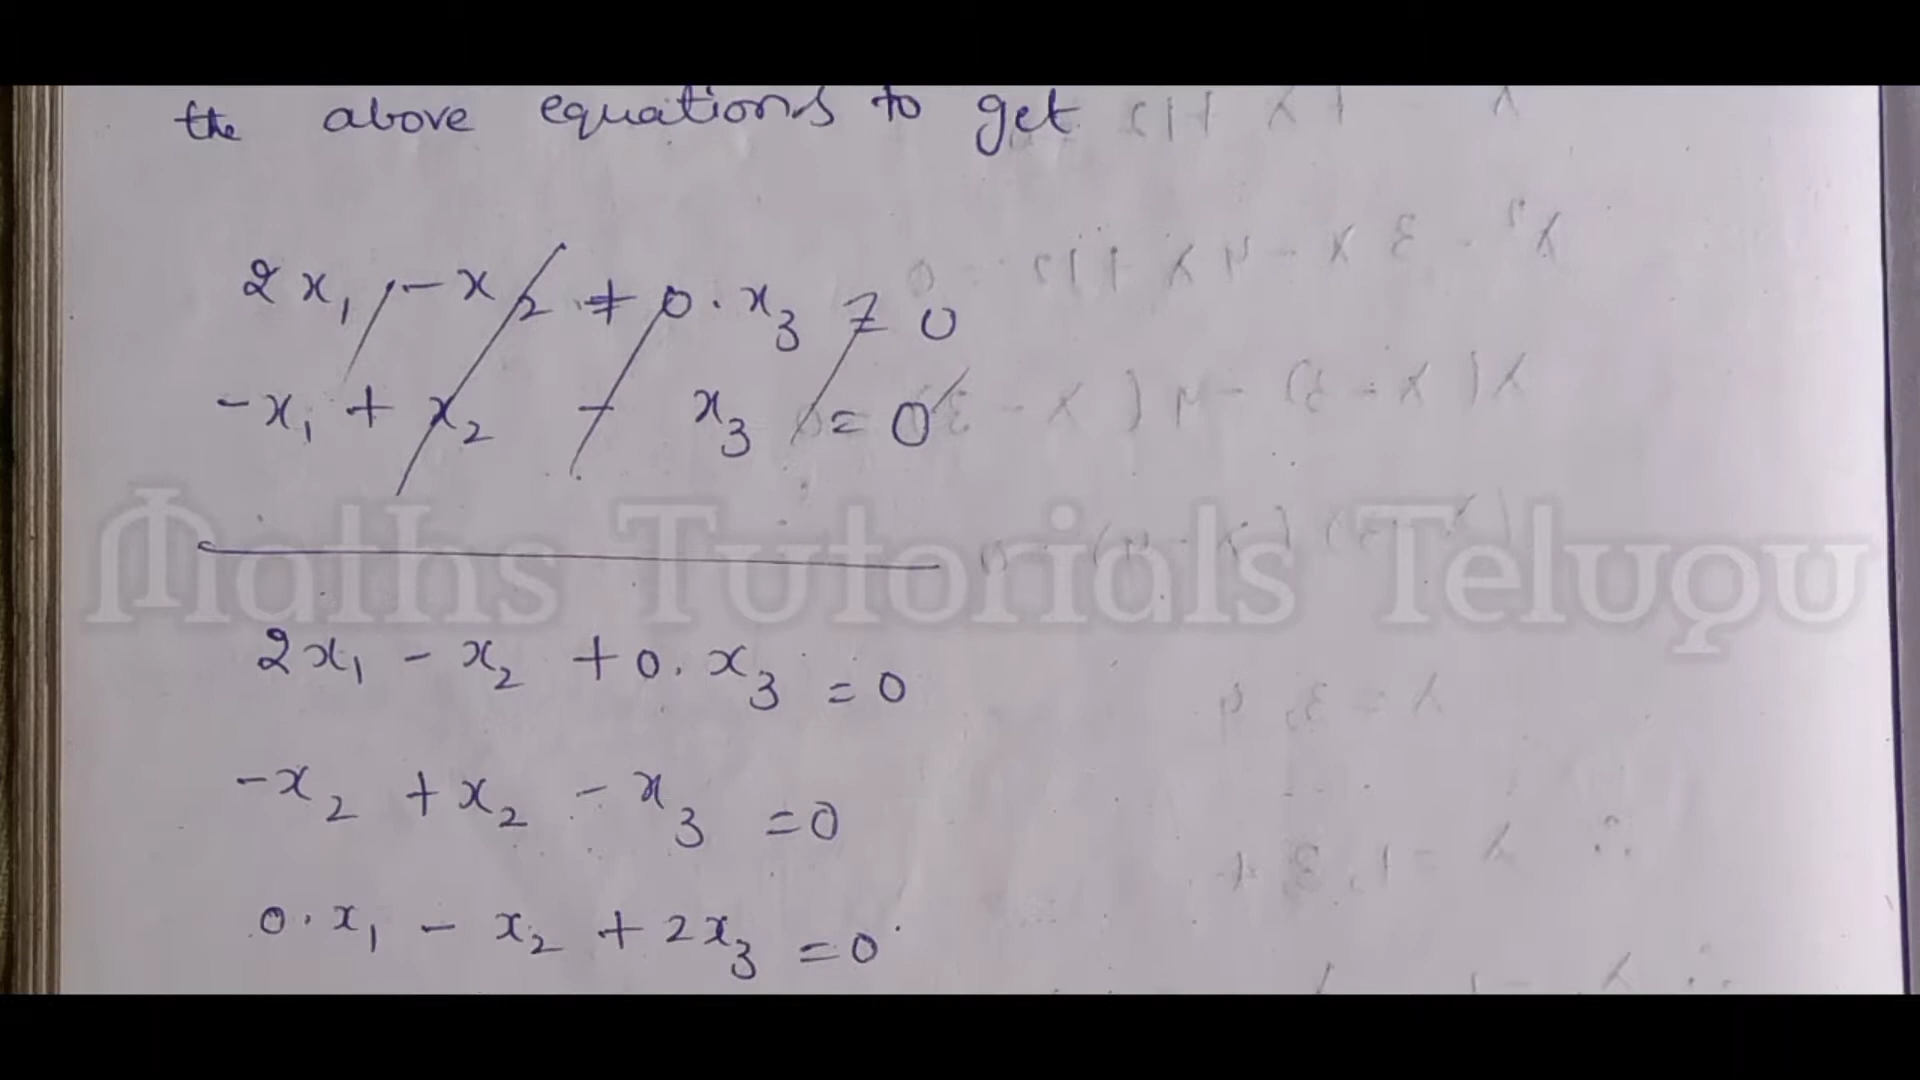 the above equations to get
2x₁ - x₂ + 0.x₃ = 0
-x₁ + x₂ - x₃ = 0
Maths Tutorials Telugu
2x₁ - x₂ + 0.x₃ = 0
-x₂ + x₂ - x₃ = 0
0.x₁ - x₂ + 2x₃ = 0